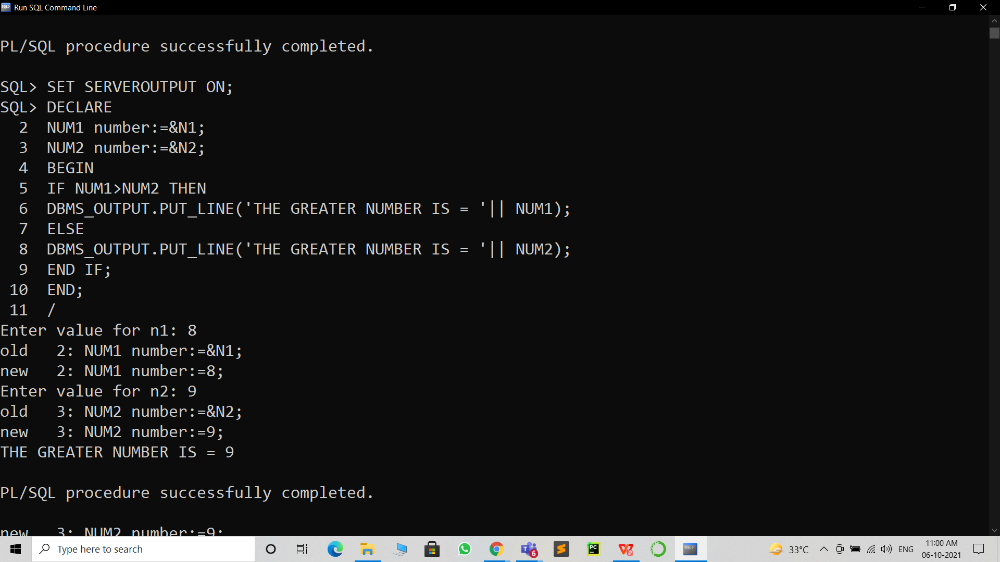 Run SQL Command Line
PL/SQL procedure successfully completed.
SQL> SET SERVEROUTPUT ON;
SQL> DECLARE
  2  NUM1 number:=&N1;
  3  NUM2 number:=&N2;
  4  BEGIN
  5  IF NUM1>NUM2 THEN
  6  DBMS_OUTPUT.PUT_LINE('THE GREATER NUMBER IS = '|| NUM1);
  7  ELSE
  8  DBMS_OUTPUT.PUT_LINE('THE GREATER NUMBER IS = '|| NUM2);
  9  END IF;
 10  END;
 11  /
Enter value for n1: 8
old   2: NUM1 number:=&N1;
new   2: NUM1 number:=8;
Enter value for n2: 9
old   3: NUM2 number:=&N2;
new   3: NUM2 number:=9;
THE GREATER NUMBER IS = 9
PL/SQL procedure successfully completed.
new   3: NUM2 number:=9;
Type here to search
PC
6
SQL>
33°C
ENG
11:00 AM
06-10-2021